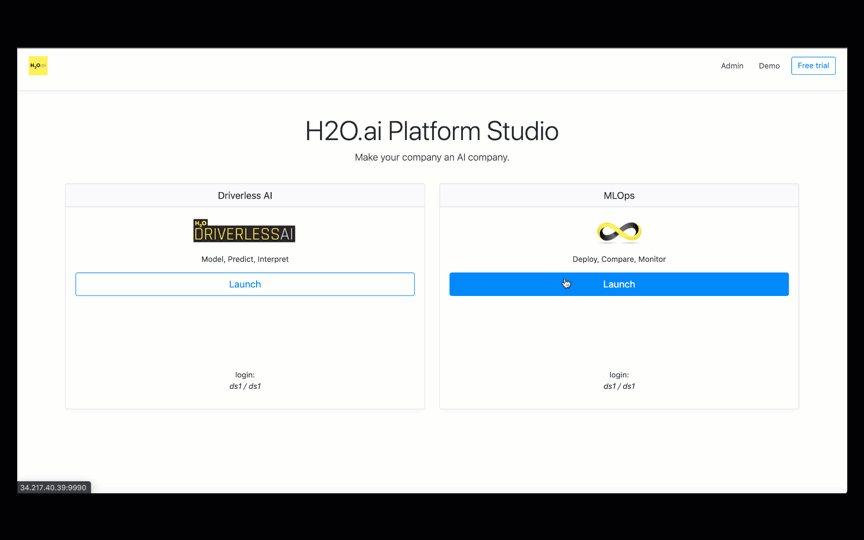 H2O.ai
Admin
Demo
Free trial
H2O.ai Platform Studio
Make your company an AI company.
Driverless AI
H2O
DRIVERLESSAI
Model, Predict, Interpret
Launch
login:
ds1 / ds1
MLOps
Deploy, Compare, Monitor
Launch
login:
ds1 / ds1
34.217.40.39:9990